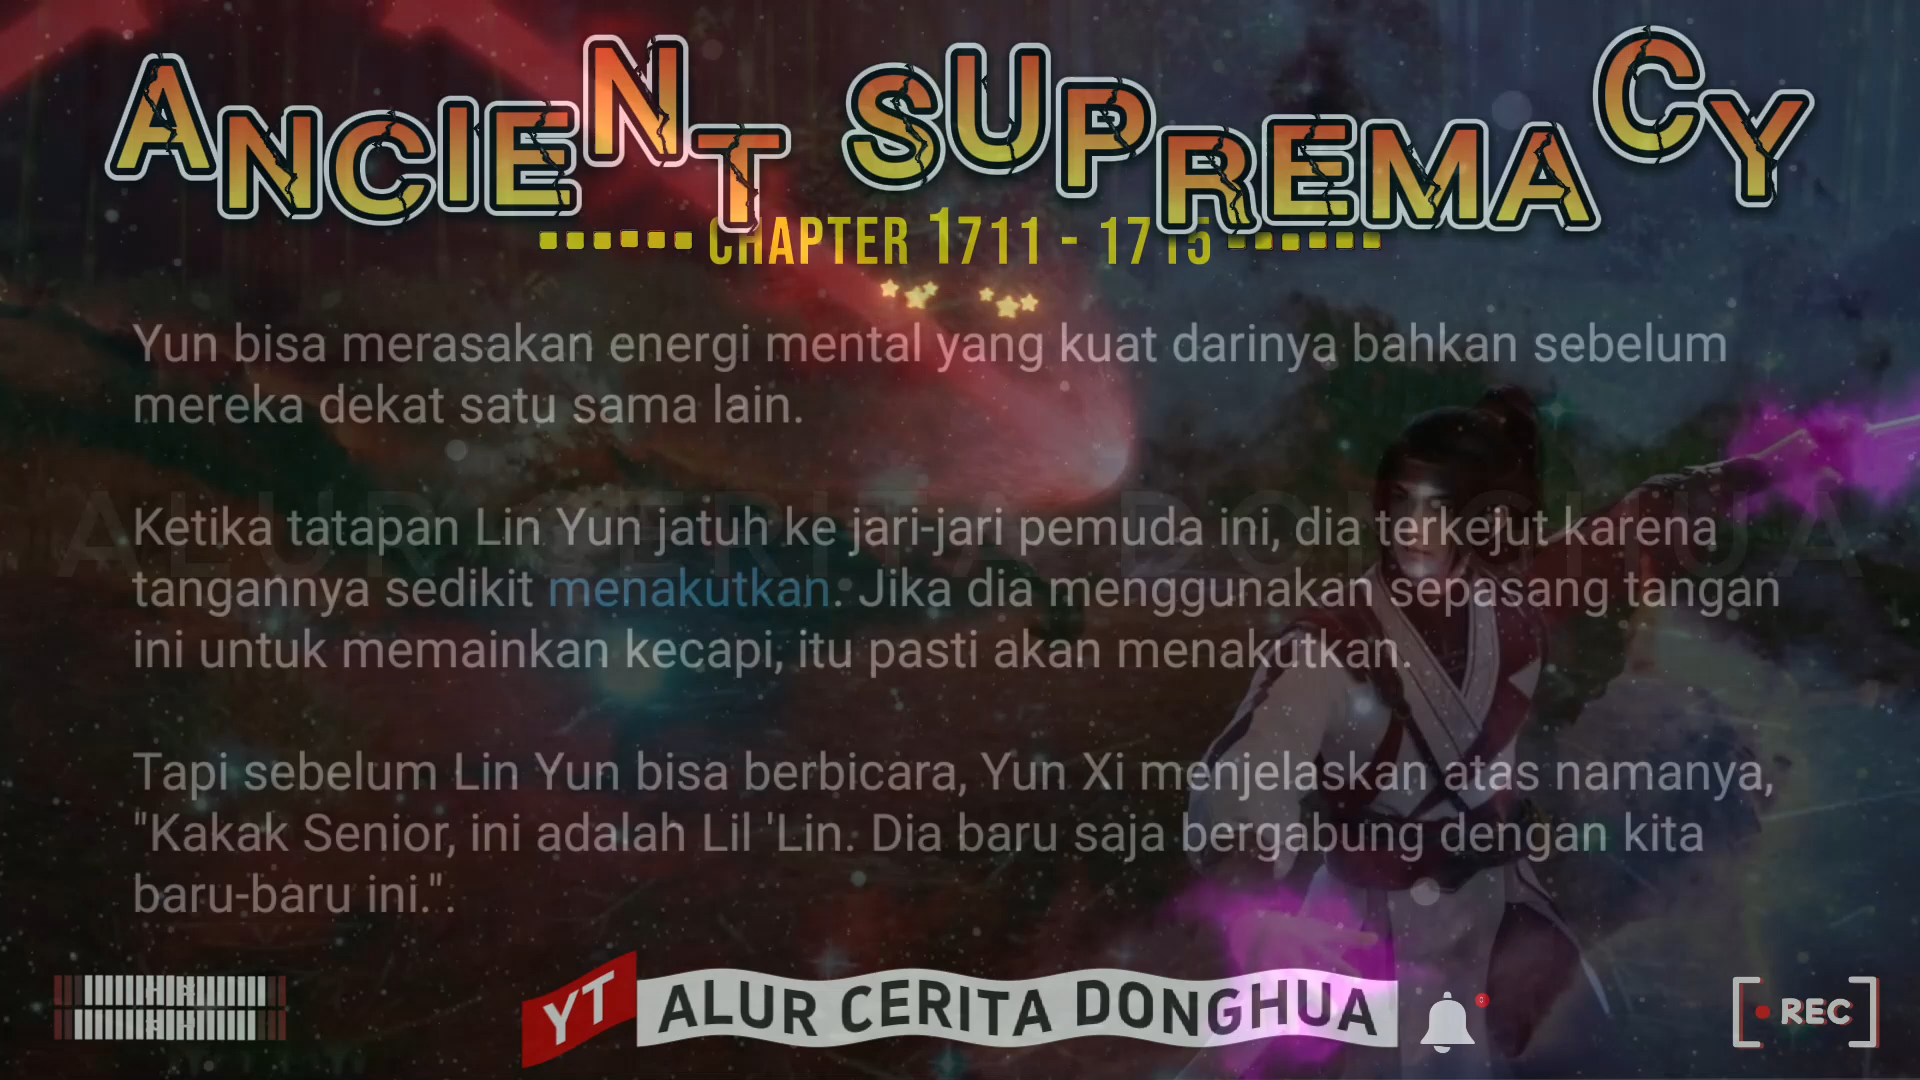 ANCIENT SUPREMACY
CHAPTER 1711 - 1715
Yun bisa merasakan energi mental yang kuat darinya bahkan sebelum
mereka dekat satu sama lain.
ALUR CERITA DONGHUA
Ketika tatapan Lin Yun jatuh ke jari-jari pemuda ini, dia terkejut karena
tangannya sedikit menakutkan. Jika dia menggunakan sepasang tangan
ini untuk memainkan kecapi, itu pasti akan menakutkan.
Tapi sebelum Lin Yun bisa berbicara, Yun Xi menjelaskan atas namanya,
"Kakak Senior, ini adalah Lil 'Lin. Dia baru saja bergabung dengan kita
baru-baru ini.".
YT ALUR CERITA DONGHUA
REC